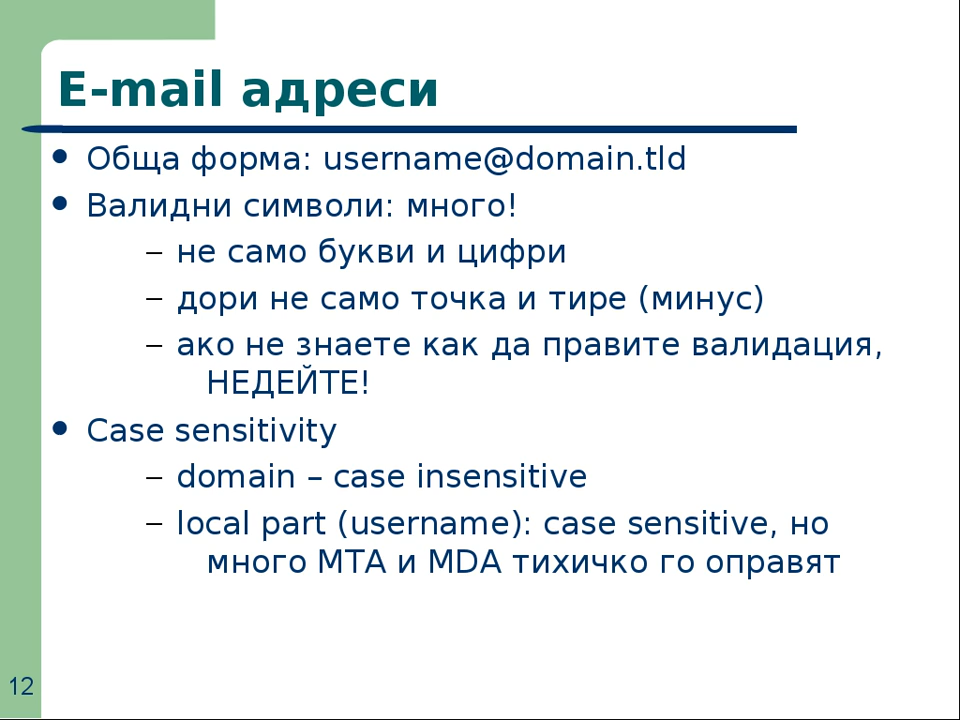 E-mail адреси
● Обща форма: username@domain.tld
● Валидни символи: много!
– не само букви и цифри
– дори не само точка и тире (минус)
– ако не знаете как да правите валидация,
НЕДЕЙТЕ!
● Case sensitivity
– domain – case insensitive
– local part (username): case sensitive, но
много MTA и MDA тихичко го оправят
12